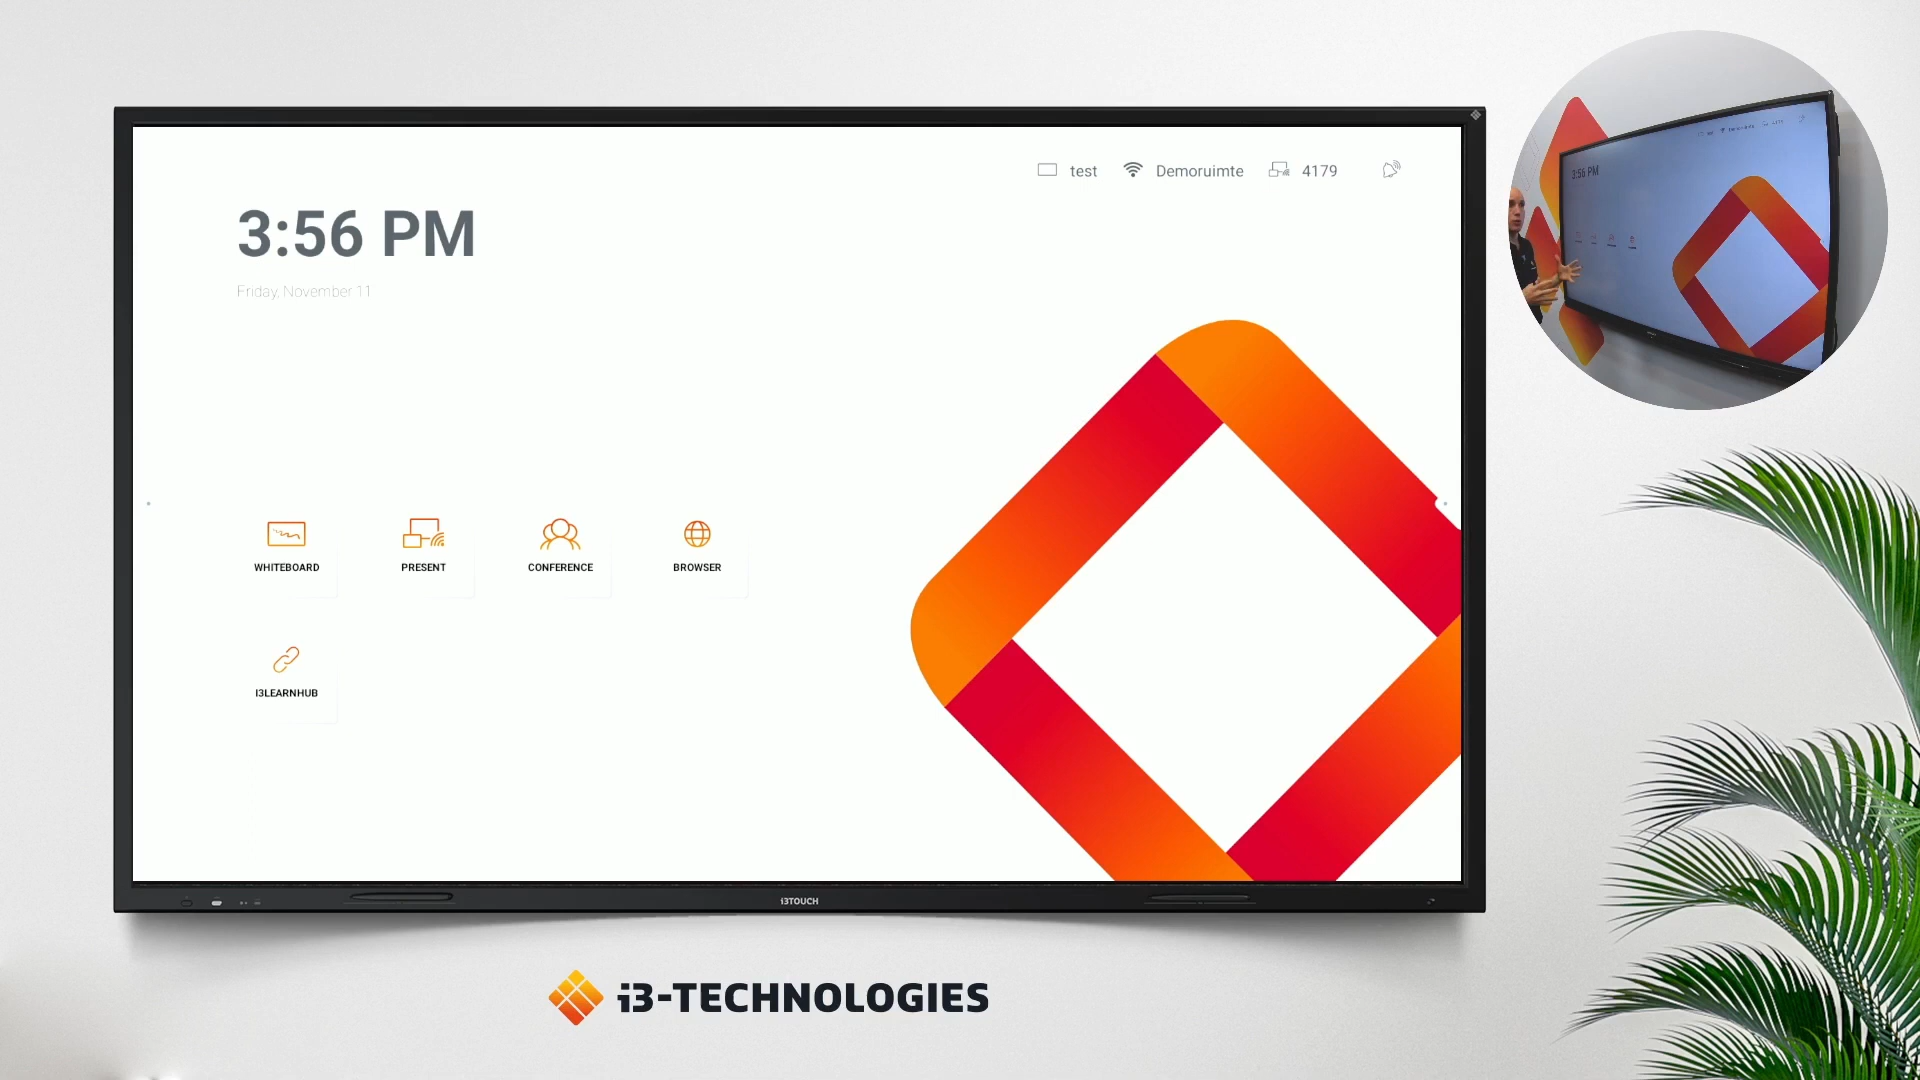 test Demoruimte 4179
3:56 PM
Friday, November 11
WHITEBOARD PRESENT CONFERENCE BROWSER
I3LEARNHUB
i3TOUCH
i3-TECHNOLOGIES
3:56 PM